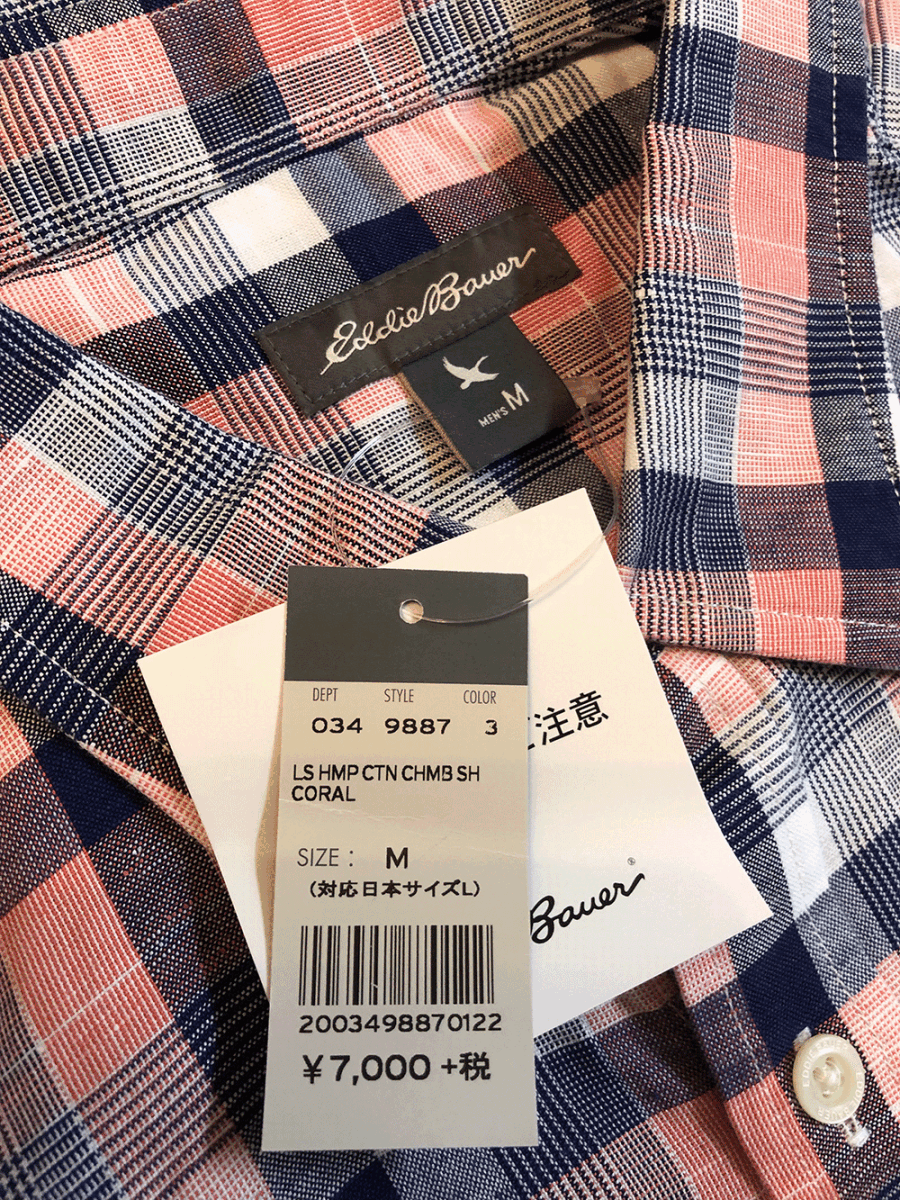 Eddie Bauer
MEN'S M
DEPT STYLE COLOR
034 9887 3
LS HMP CTN CHMB SH
CORAL
SIZE : M
(対応日本サイズL)
2003498870122
¥7,000 +税
注意
Bauer®